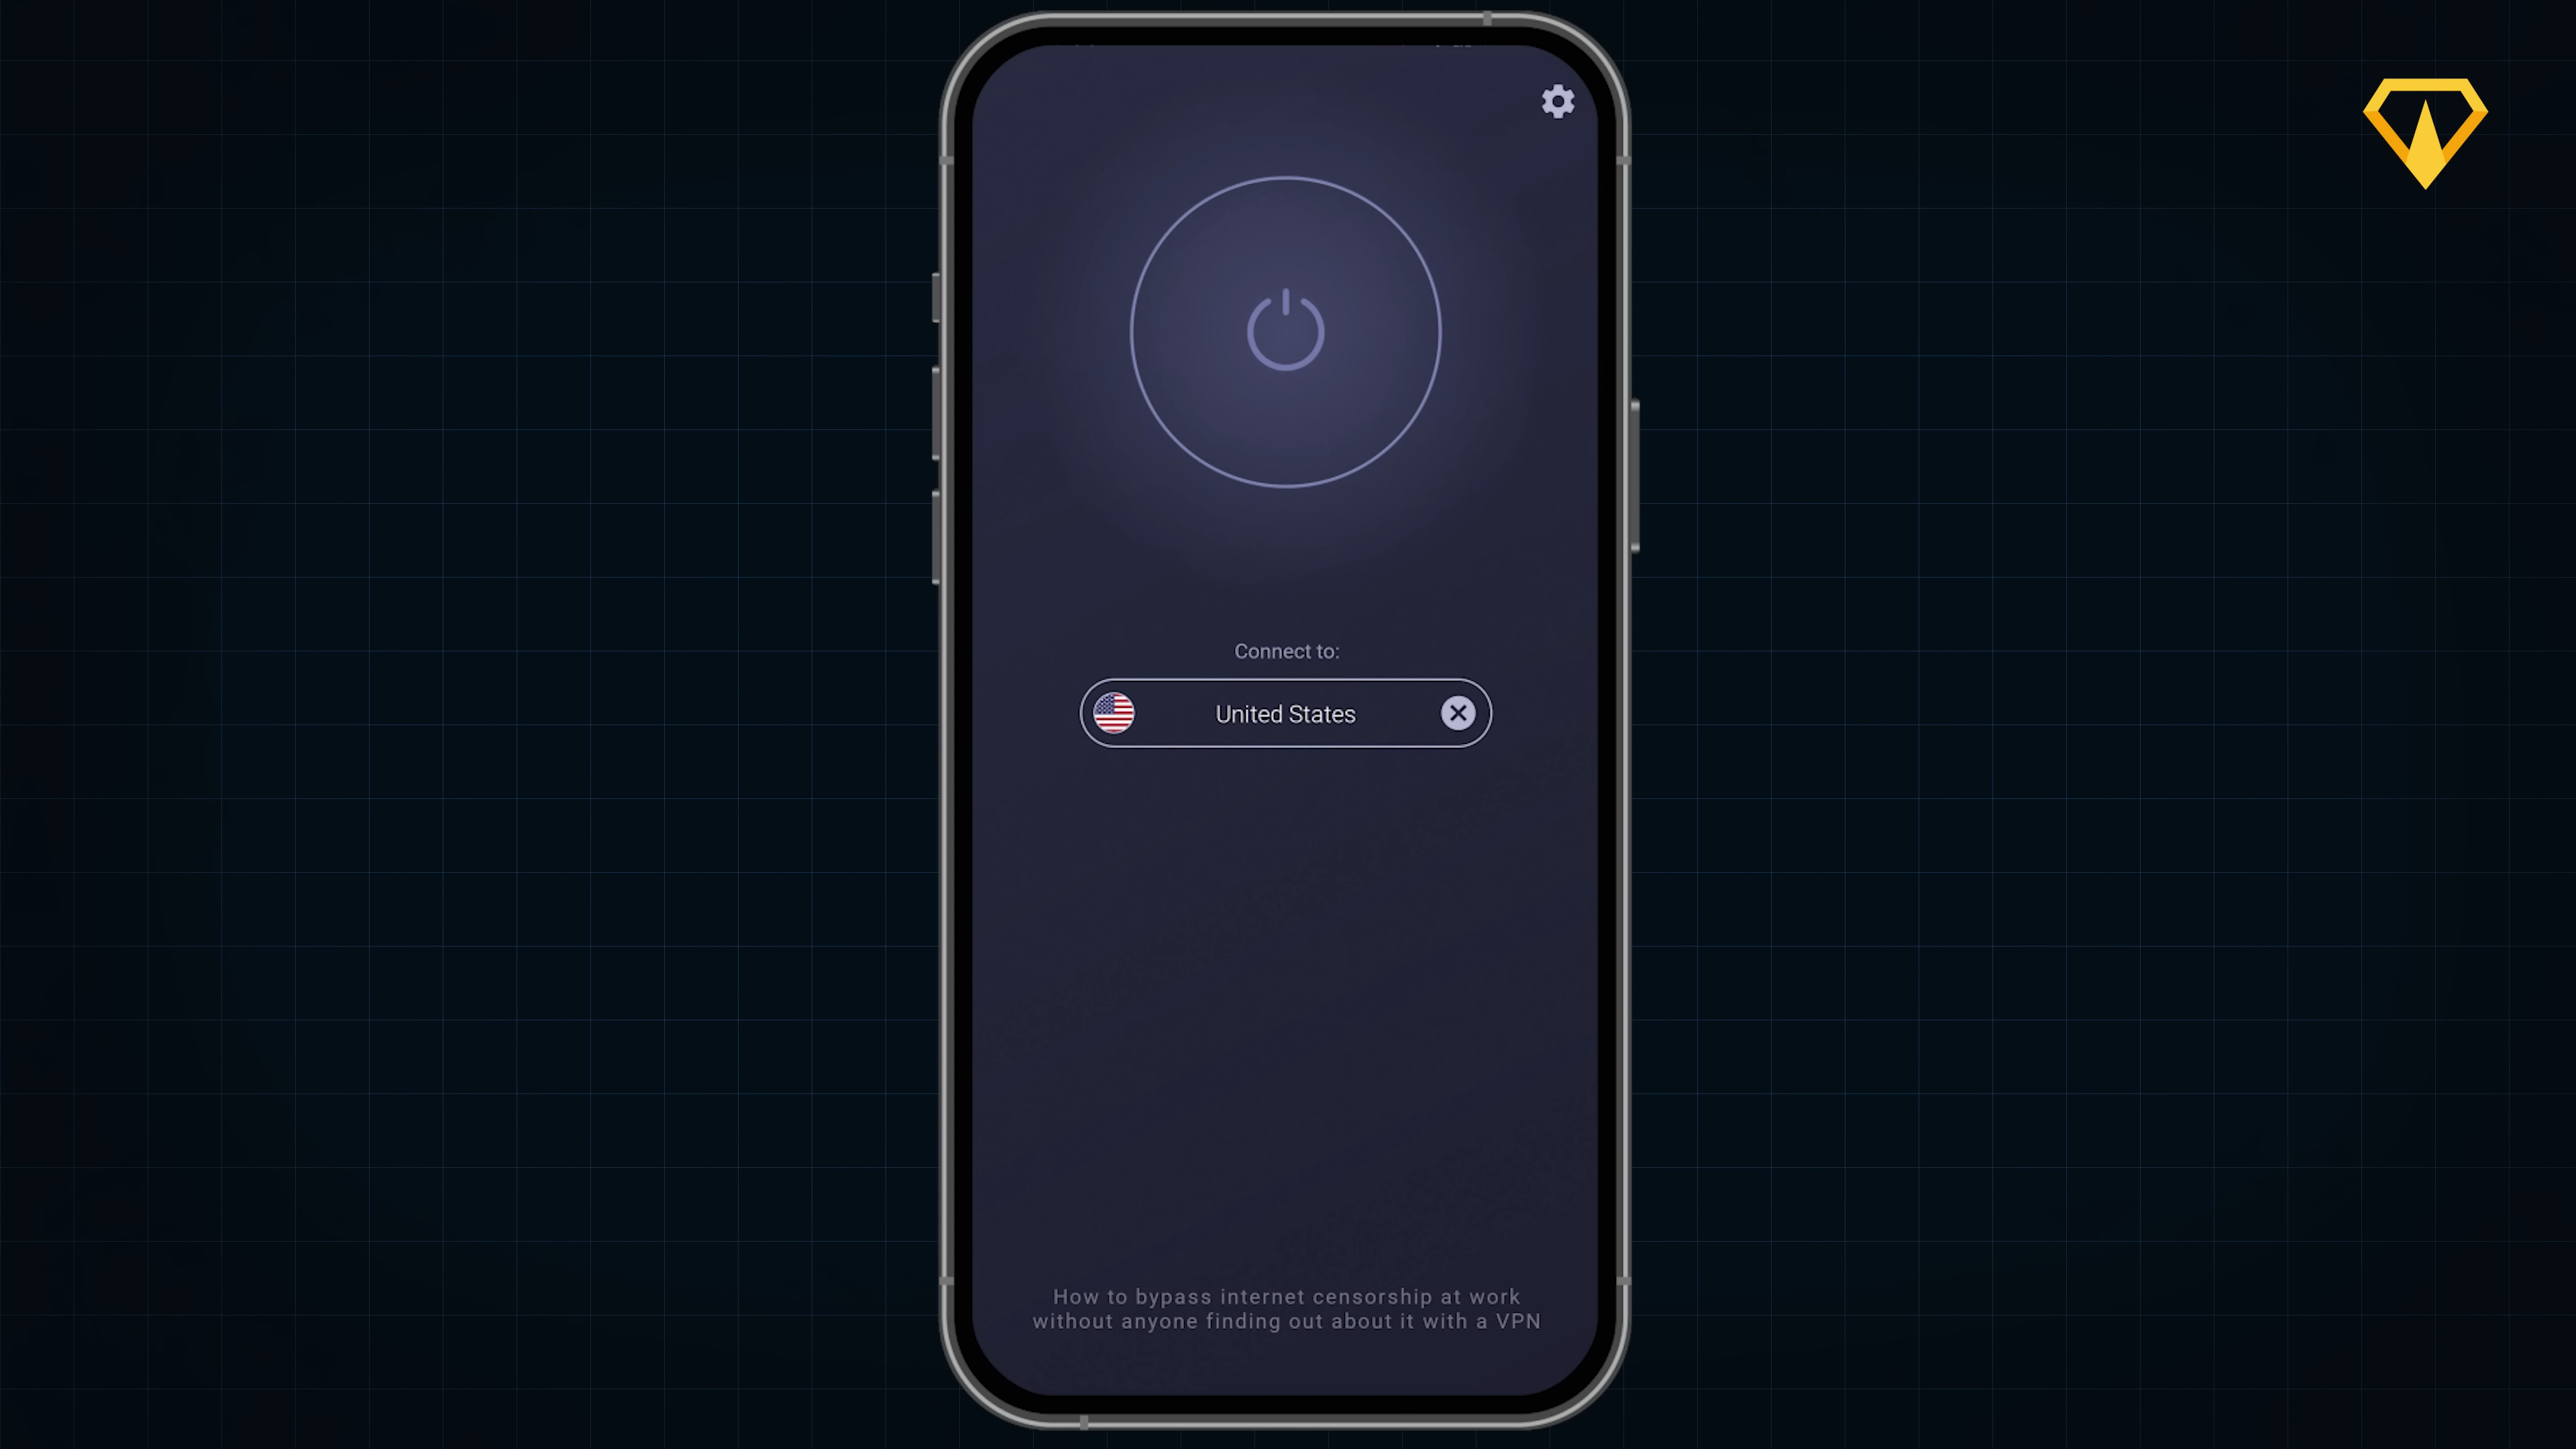 Connect to:
United States
How to bypass internet censorship at work
without anyone finding out about it with a VPN